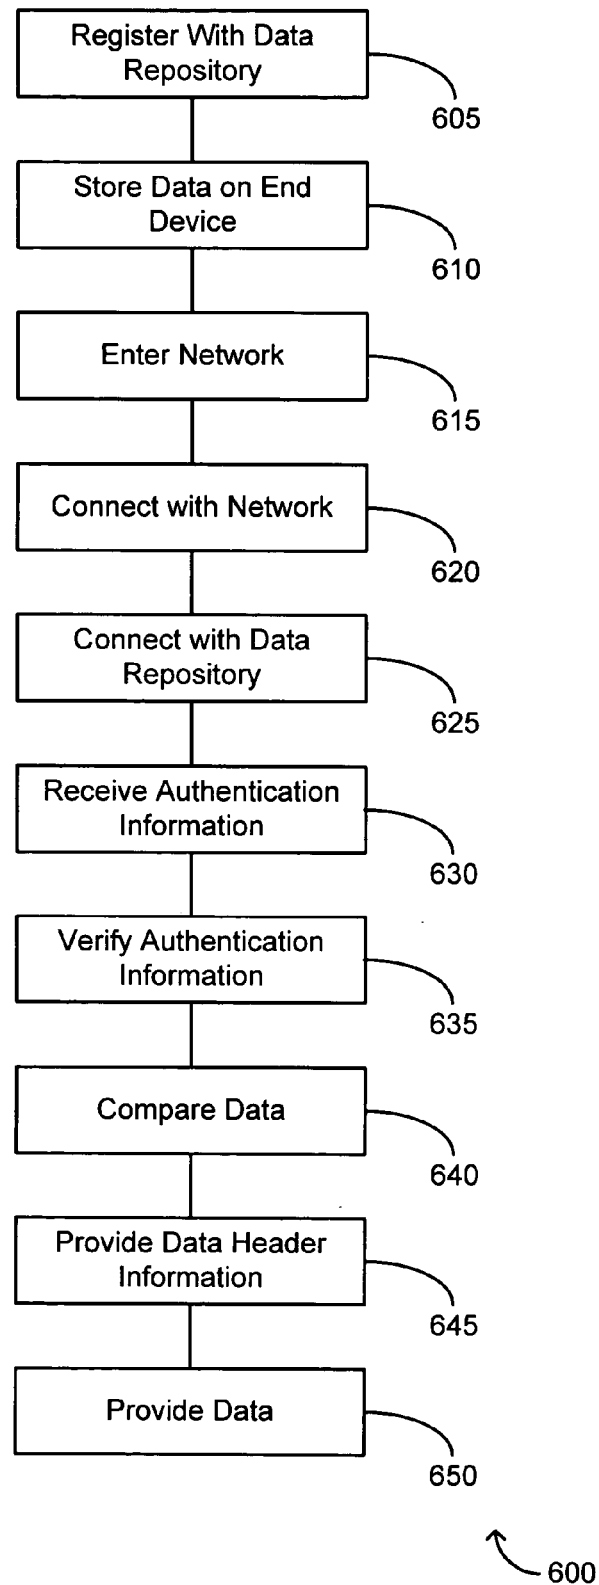 Register With Data
Repository
605
Store Data on End
Device
610
Enter Network
615
Connect with Network
620
Connect with Data
Repository
625
Receive Authentication
Information
630
Verify Authentication
Information
635
Compare Data
640
Provide Data Header
Information
645
Provide Data
650
600